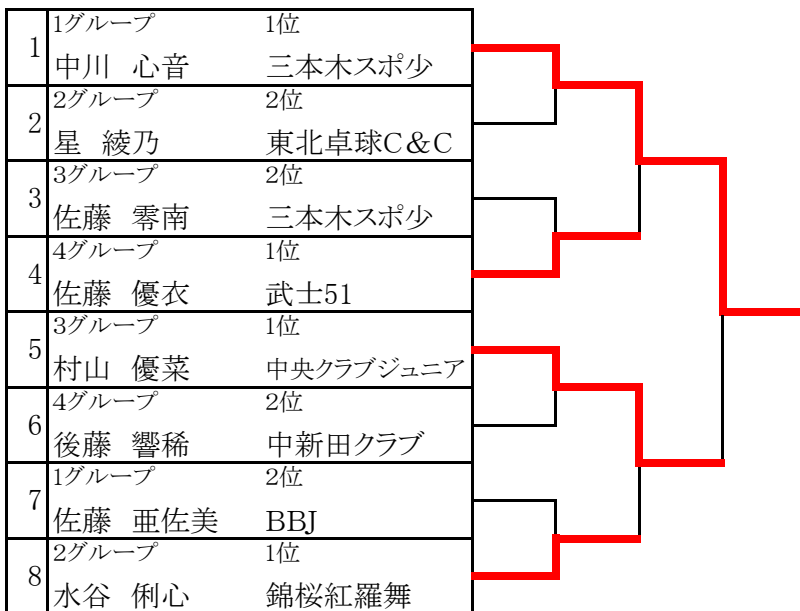 1 1グループ 1位
中川 心音 三本木スポ少
2 2グループ 2位
星 綾乃 東北卓球C&C
3 3グループ 2位
佐藤 零南 三本木スポ少
4 4グループ 1位
佐藤 優衣 武士51
5 3グループ 1位
村山 優菜 中央クラブジュニア
6 4グループ 2位
後藤 響稀 中新田クラブ
7 1グループ 2位
佐藤 亜佐美 BBJ
8 2グループ 1位
水谷 俐心 錦桜紅羅舞